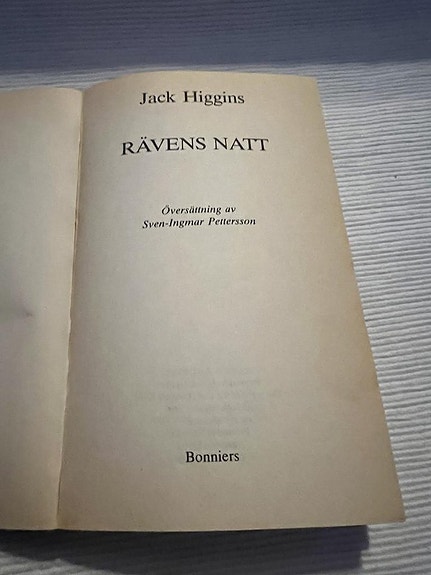 Jack Higgins
RÄVENS NATT
Översättning av
Sven-Ingmar Pettersson
Bonniers